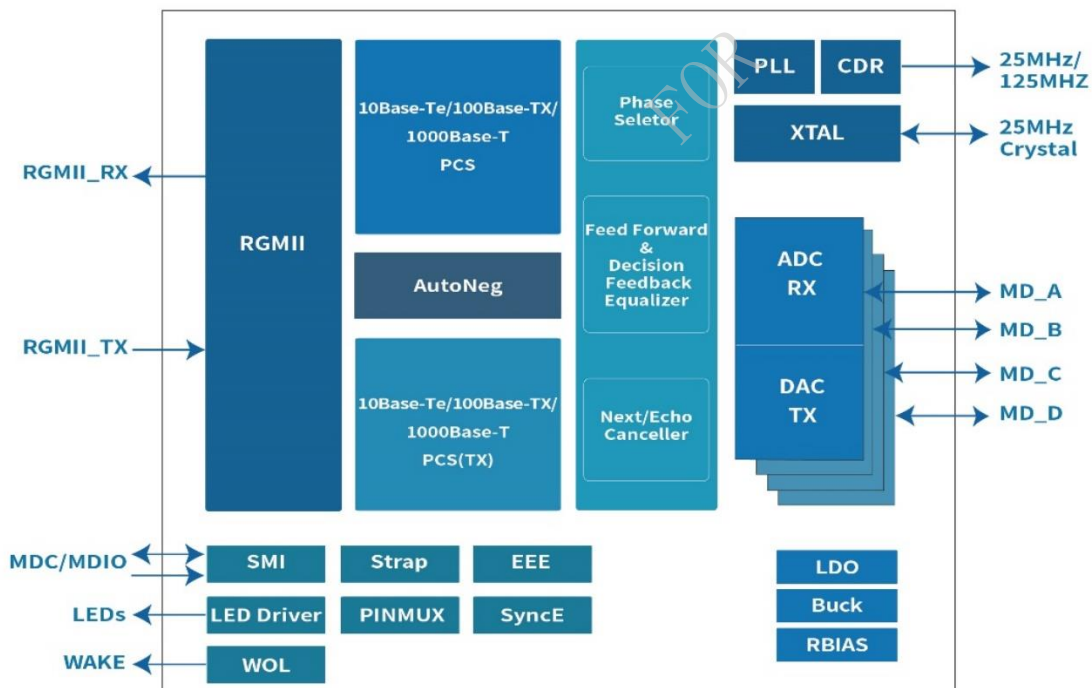 RGMII_RX
RGMII_TX
RGMII
10Base-Te/100Base-TX/
1000Base-T
PCS
AutoNeg
10Base-Te/100Base-TX/
1000Base-T
PCS(TX)
Phase
Seletor
Feed Forward
&
Decision
Feedback
Equalizer
Next/Echo
Canceller
FOR
PLL
CDR
25MHz/
125MHZ
XTAL
25MHz
Crystal
ADC
RX
DAC
TX
MD_A
MD_B
MD_C
MD_D
MDC/MDIO
SMI
Strap
EEE
LEDs
LED Driver
PINMUX
SyncE
WAKE
WOL
LDO
Buck
RBIAS